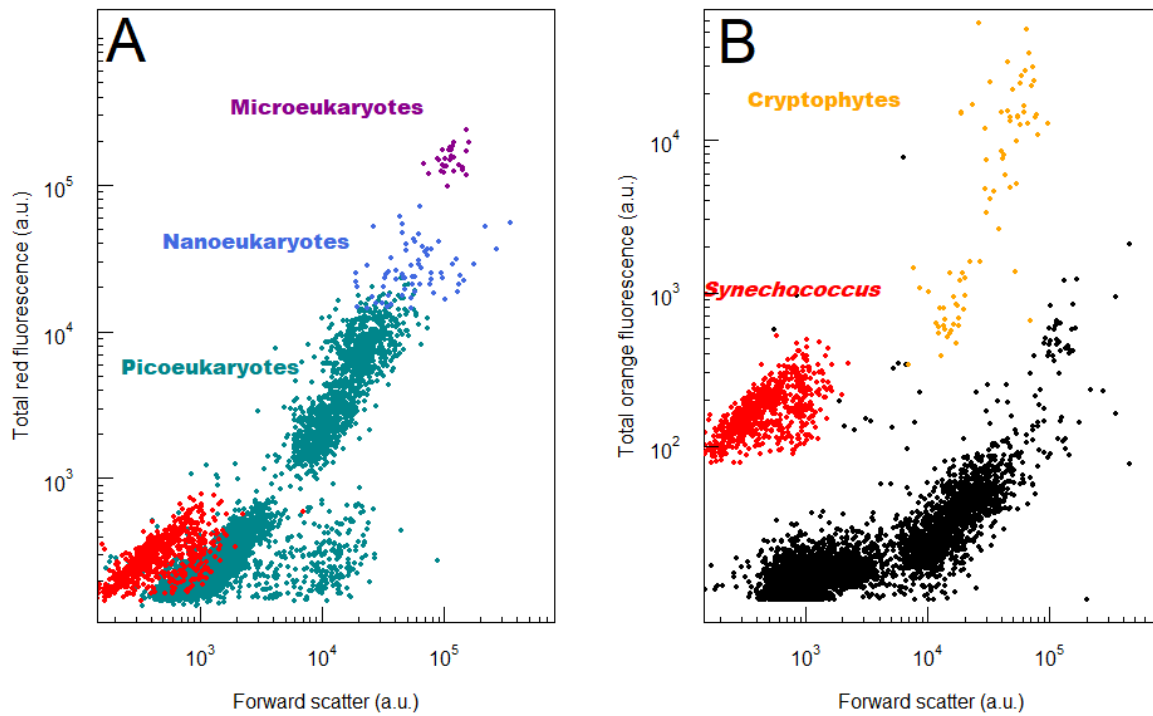 A
Microeukaryotes
Nanoeukaryotes
Picoeukaryotes
Total red fluorescence (a.u.)
10^5
10^4
10^3
10^3 10^4 10^5
Forward scatter (a.u.)
B
Cryptophytes
Synechococcus
Total orange fluorescence (a.u.)
10^4
10^3
10^2
10^3 10^4 10^5
Forward scatter (a.u.)